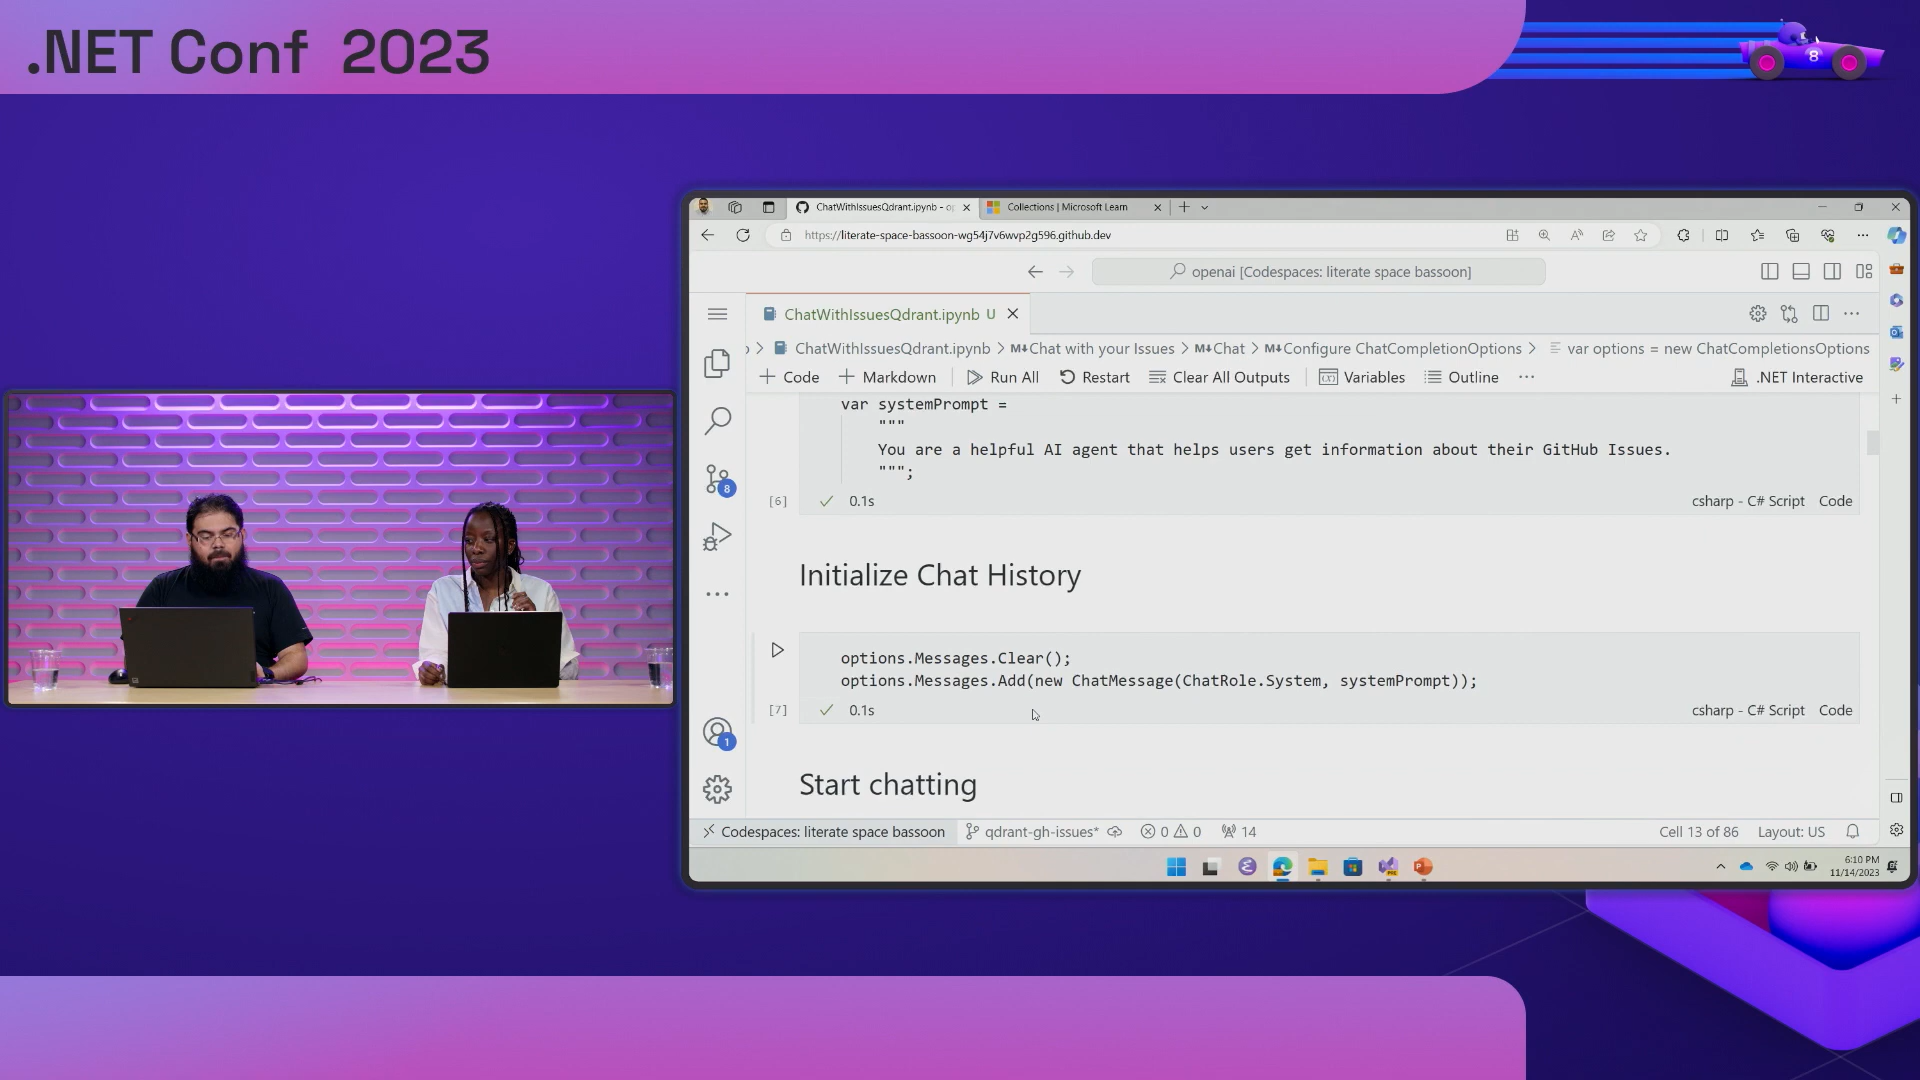 .NET Conf 2023
8
ChatWithIssuesQdrant.ipynb - o
Collections | Microsoft Learn
https://literate-space-bassoon-wg54j7v6wvp2g596.github.dev
openai [Codespaces: literate space bassoon]
ChatWithIssuesQdrant.ipynb U
ChatWithIssuesQdrant.ipynb > M↓Chat with your Issues > M↓Chat > M↓Configure ChatCompletionOptions > var options = new ChatCompletionsOptions
+ Code + Markdown Run All Restart Clear All Outputs Variables Outline ... .NET Interactive
var systemPrompt =
"""
You are a helpful AI agent that helps users get information about their GitHub Issues.
""";
[6] 0.1s csharp - C# Script Code
8
Initialize Chat History
options.Messages.Clear();
options.Messages.Add(new ChatMessage(ChatRole.System, systemPrompt));
[7] 0.1s csharp - C# Script Code
1
Start chatting
Codespaces: literate space bassoon qdrant-gh-issues* 0 0 14 Cell 13 of 86 Layout: US
6:10 PM
11/14/2023